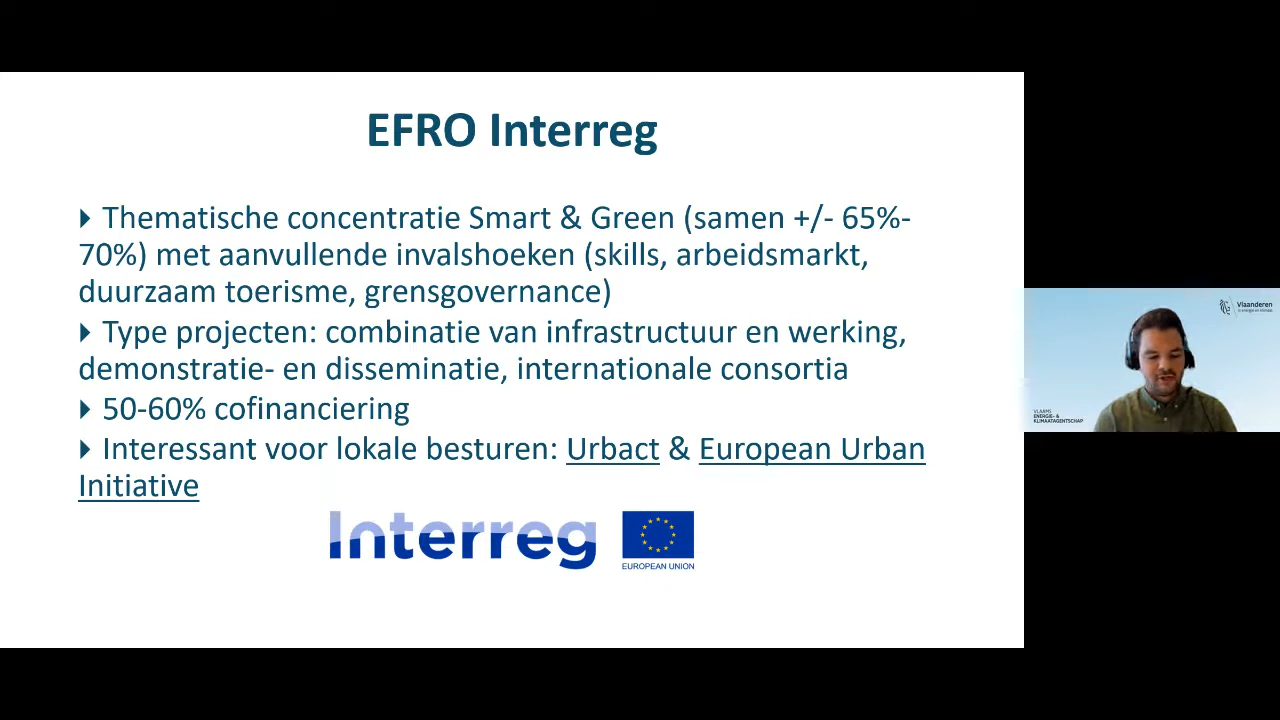 EFRO Interreg
Thematische concentratie Smart & Green (samen +/- 65%-
70%) met aanvullende invalshoeken (skills, arbeidsmarkt,
duurzaam toerisme, grensgovernance)
Type projecten: combinatie van infrastructuur en werking,
demonstratie- en disseminatie, internationale consortia
50-60% cofinanciering
Interessant voor lokale besturen: Urbact & European Urban
Initiative
Interreg
EUROPEAN UNION
Vlaanderen
is energie en klimaat
VLAAMS
ENERGIE- &
KLIMAATAGENTSCHAP